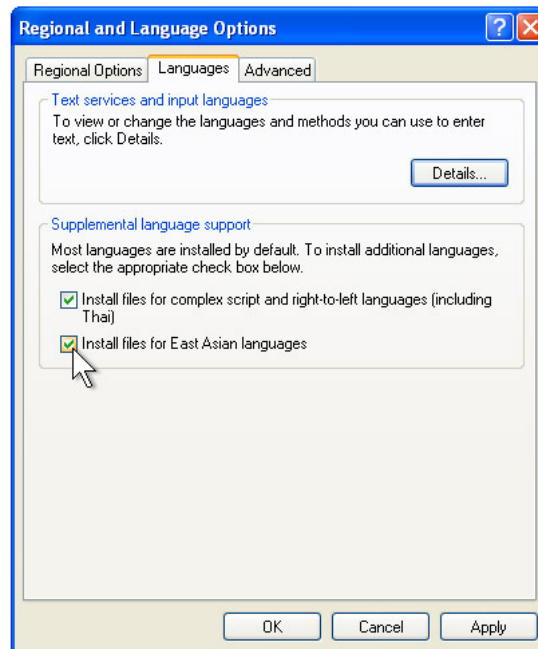 Regional and Language Options
Regional Options Languages Advanced
Text services and input languages
To view or change the languages and methods you can use to enter
text, click Details.
Details...
Supplemental language support
Most languages are installed by default. To install additional languages,
select the appropriate check box below.
Install files for complex script and right-to-left languages (including
Thai)
Install files for East Asian languages
OK Cancel Apply